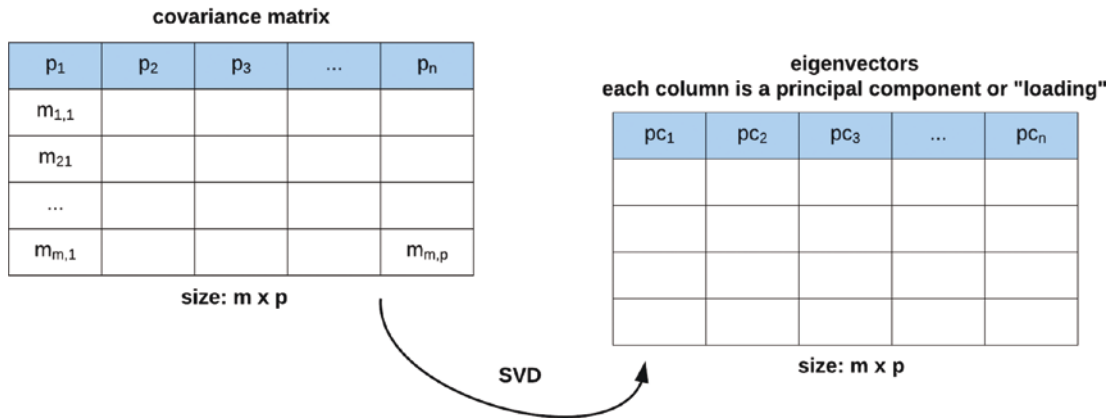 covariance matrix
p₁ p₂ p₃ ... pₙ
m₁,₁
m₂₁
...
mₘ,₁ mₘ,ₚ
size: m x p
SVD
eigenvectors
each column is a principal component or "loading"
pc₁ pc₂ pc₃ ... pcₙ
size: m x p